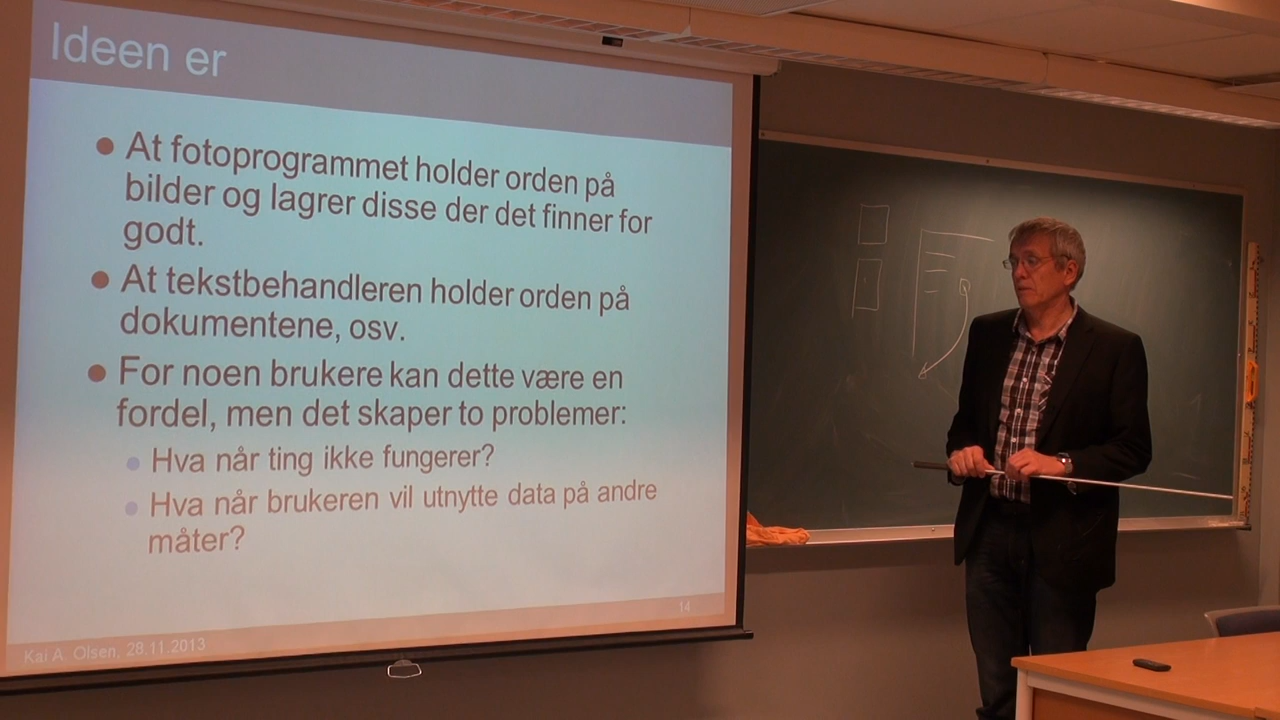 Ideen er
● At fotoprogrammet holder orden på
bilder og lagrer disse der det finner for
godt.
● At tekstbehandleren holder orden på
dokumentene, osv.
● For noen brukere kan dette være en
fordel, men det skaper to problemer:
● Hva når ting ikke fungerer?
● Hva når brukeren vil utnytte data på andre
måter?
14
Kai A. Olsen, 28.11.2013